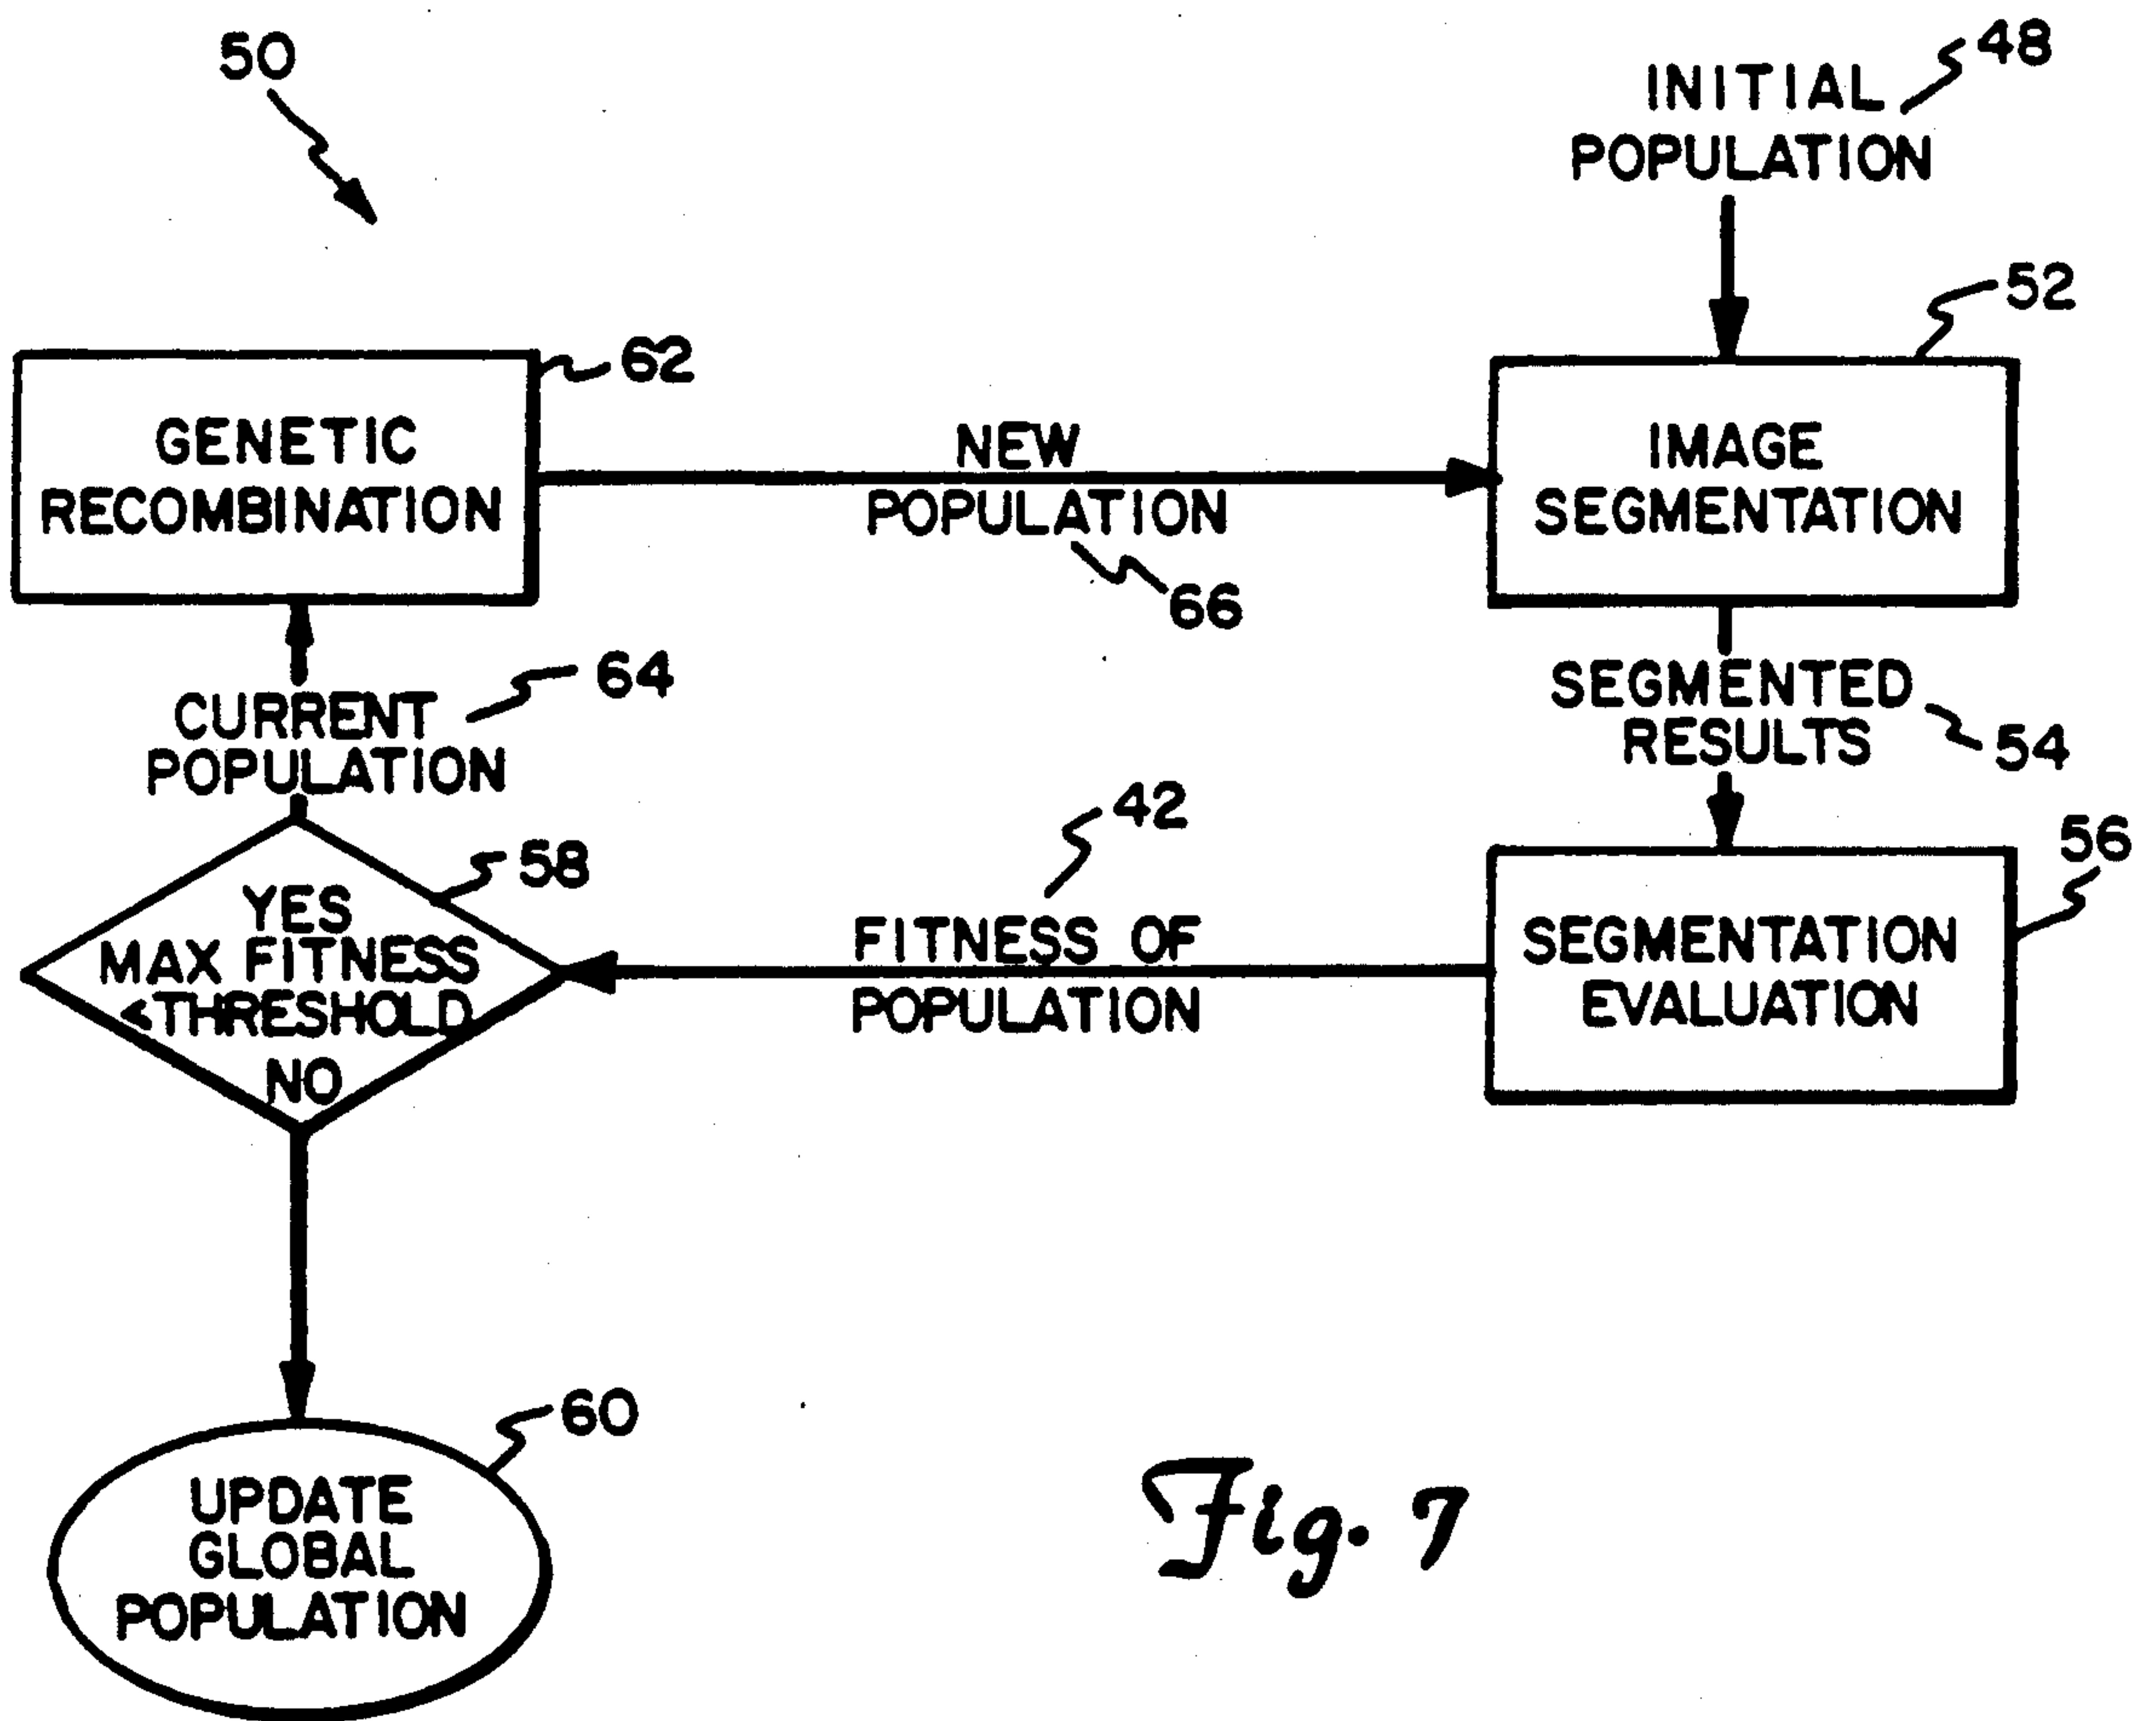 50
48
INITIAL
POPULATION
52
62
GENETIC
RECOMBINATION
NEW
POPULATION
66
IMAGE
SEGMENTATION
64
CURRENT
POPULATION
SEGMENTED
RESULTS
54
42
58
YES
MAX FITNESS
<THRESHOLD
NO
FITNESS OF
POPULATION
56
SEGMENTATION
EVALUATION
60
UPDATE
GLOBAL
POPULATION
Fig. 7